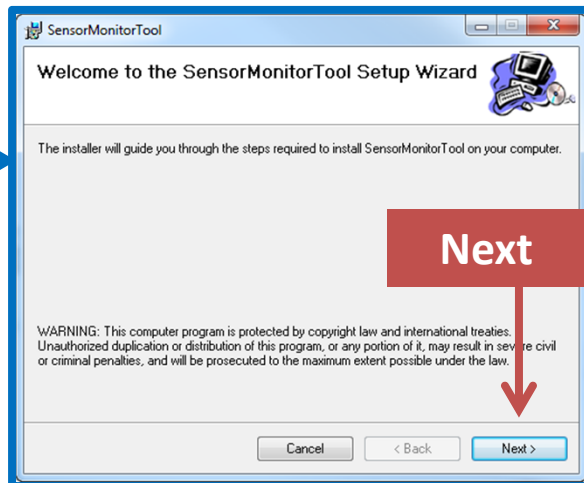 SensorMonitorTool
Welcome to the SensorMonitorTool Setup Wizard
The installer will guide you through the steps required to install SensorMonitorTool on your computer.
Next
WARNING: This computer program is protected by copyright law and international treaties.
Unauthorized duplication or distribution of this program, or any portion of it, may result in severe civil
or criminal penalties, and will be prosecuted to the maximum extent possible under the law.
Cancel
< Back
Next >